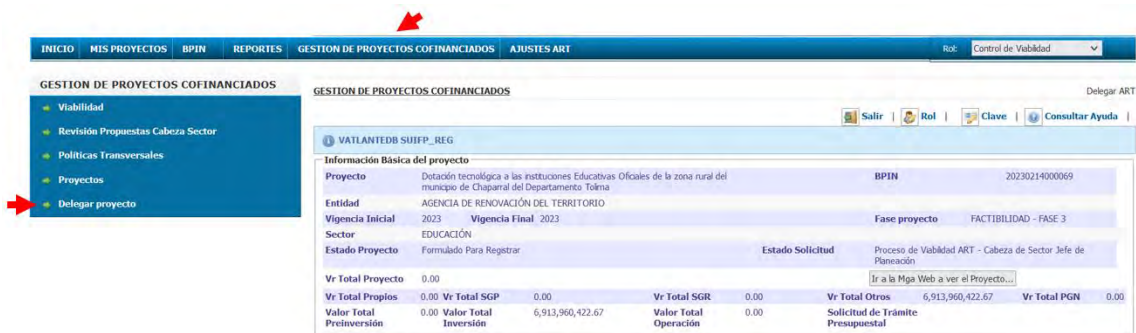 INICIO MIS PROYECTOS BPIN REPORTES GESTION DE PROYECTOS COFINANCIADOS AJUSTES ART Rol: Control de Viabilidad
GESTION DE PROYECTOS COFINANCIADOS
Viabilidad
Revisión Propuestas Cabeza Sector
Políticas Transversales
Proyectos
Delegar proyecto
GESTION DE PROYECTOS COFINANCIADOS Delegar ART
Salir | Rol | Clave | Consultar Ayuda |
VATLANTEDB SUIFP_REG
Información Básica del proyecto
Proyecto Dotación tecnológica a las instituciones Educativas Oficiales de la zona rural del municipio de Chaparral del Departamento Tolima BPIN 20230214000069
Entidad AGENCIA DE RENOVACIÓN DEL TERRITORIO
Vigencia Inicial 2023 Vigencia Final 2023 Fase proyecto FACTIBILIDAD - FASE 3
Sector EDUCACIÓN
Estado Proyecto Formulado Para Registrar Estado Solicitud Proceso de Viabilidad ART - Cabeza de Sector Jefe de Planeación
Vr Total Proyecto 0.00 Ir a la Mga Web a ver el Proyecto...
Vr Total Propios 0.00 Vr Total SGP 0.00 Vr Total SGR 0.00 Vr Total Otros 6,913,960,422.67 Vr Total PGN 0.00
Valor Total Preinversión 0.00 Valor Total Inversión 6,913,960,422.67 Valor Total Operación 0.00 Solicitud de Trámite Presupuestal